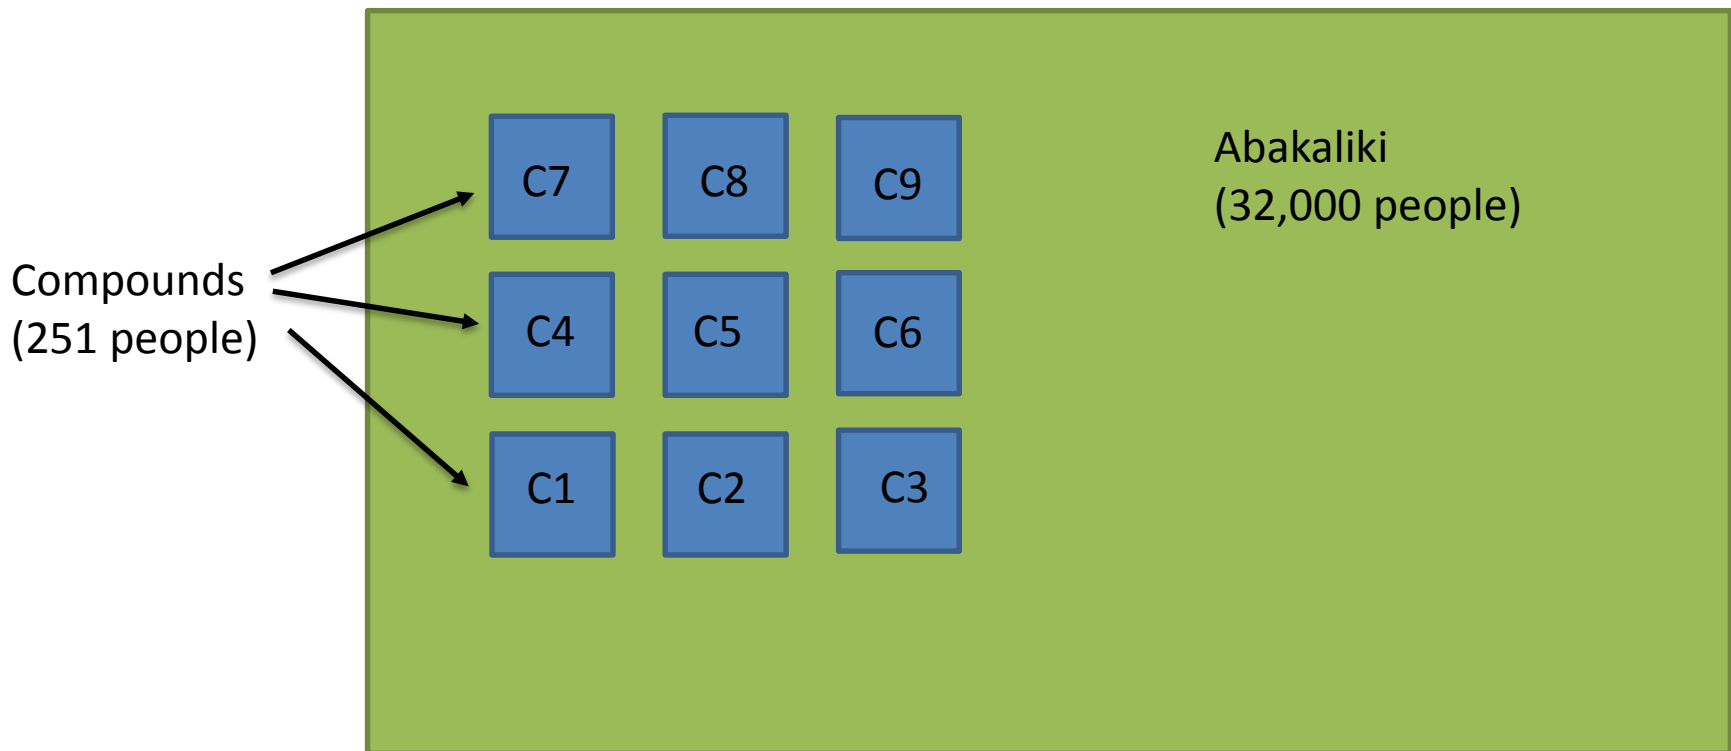 Compounds
(251 people)
C7
C8
C9
C4
C5
C6
C1
C2
C3
Abakaliki
(32,000 people)